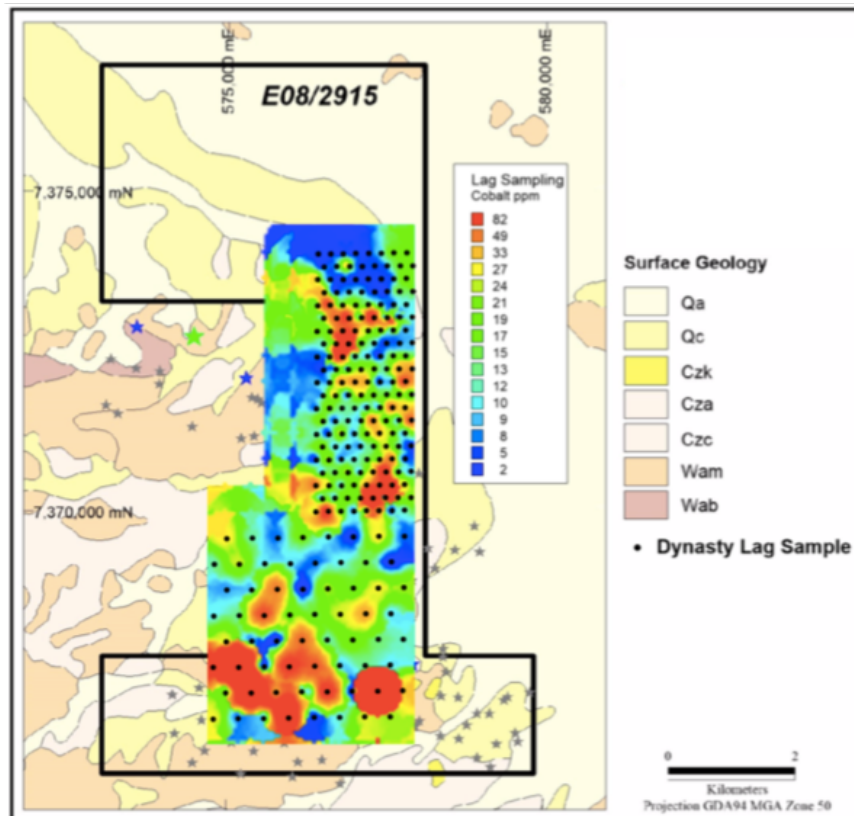 575,000 mE
580,000 mE
E08/2915
7,375,000 mN
7,370,000 mN
Lag Sampling
Cobalt ppm
82
49
33
27
24
21
19
17
15
13
12
10
9
8
5
2
Surface Geology
Qa
Qc
Czk
Cza
Czc
Wam
Wab
Dynasty Lag Sample
0 2
Kilometers
Projection GDA94 MGA Zone 50